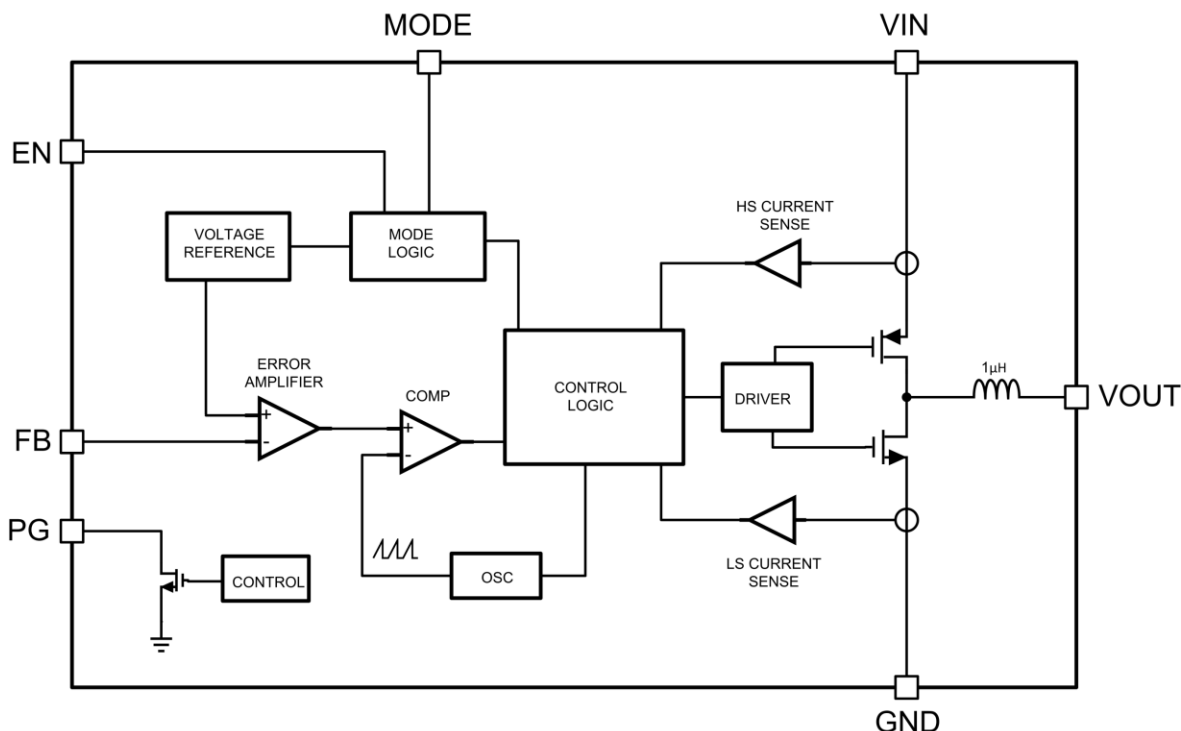 MODE
VIN
EN
HS CURRENT
SENSE
VOLTAGE
REFERENCE
MODE
LOGIC
ERROR
AMPLIFIER
COMP
CONTROL
LOGIC
DRIVER
1µH
VOUT
+
-
+
-
FB
PG
CONTROL
OSC
LS CURRENT
SENSE
GND